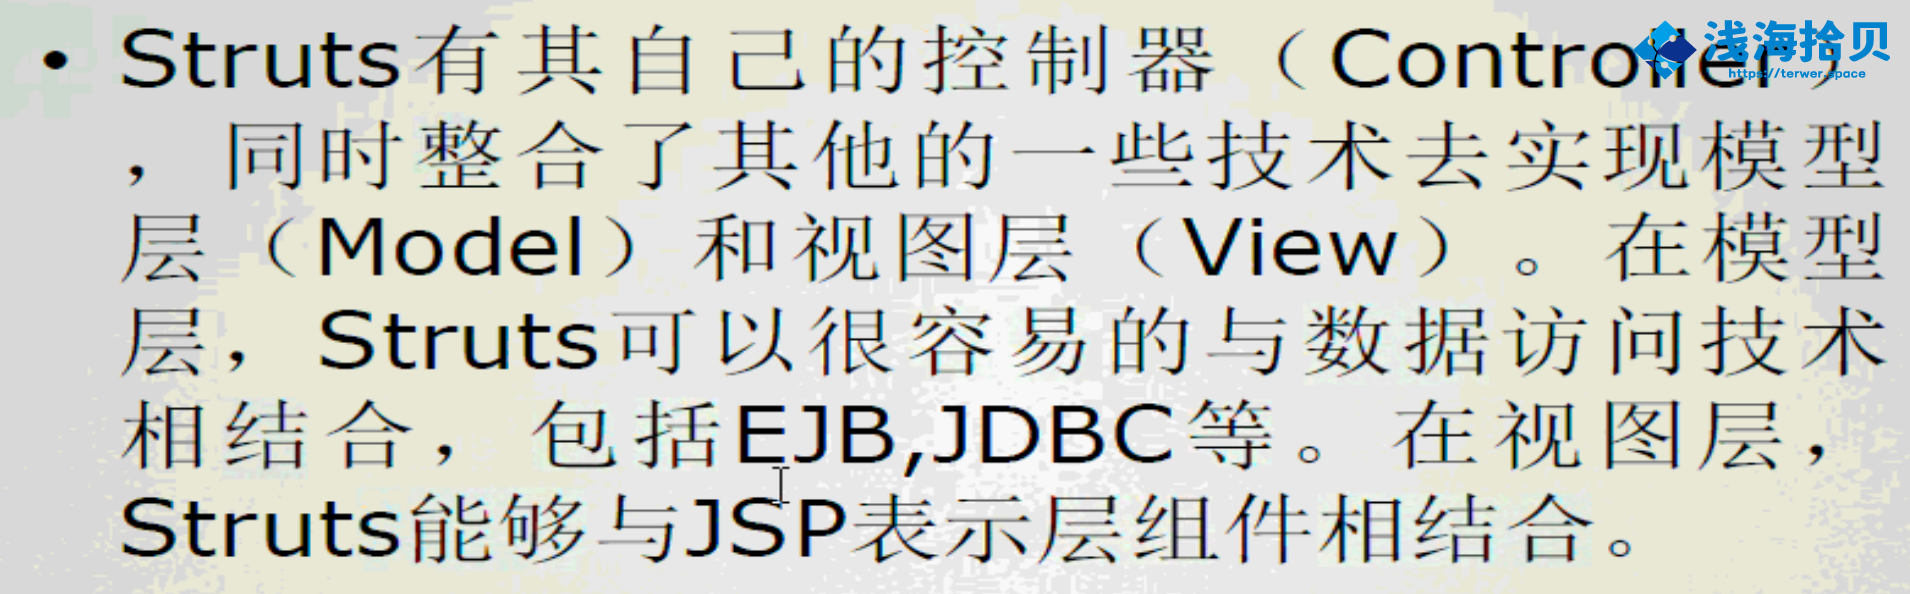 • Struts有其自己的控制器（Controller）
，同时整合了其他的一些技术去实现模型
层（Model）和视图层（View）。在模型
层，Struts可以很容易的与数据访问技术
相结合，包括EJB,JDBC等。在视图层，
Struts能够与JSP表示层组件相结合。
浅海拾贝
https://terwer.space